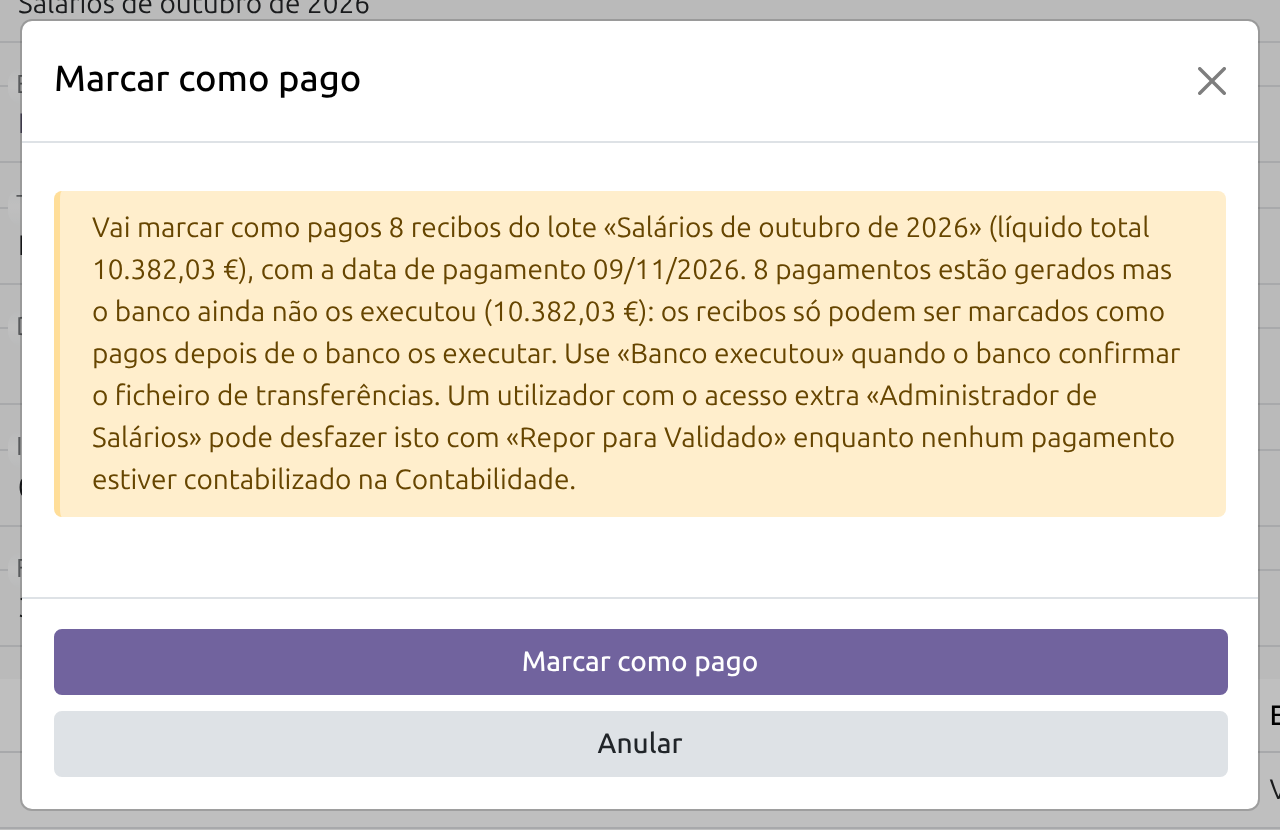 Salários de outubro de 2026
Marcar como pago
Vai marcar como pagos 8 recibos do lote «Salários de outubro de 2026» (líquido total
10.382,03 €), com a data de pagamento 09/11/2026. 8 pagamentos estão gerados mas
o banco ainda não os executou (10.382,03 €): os recibos só podem ser marcados como
pagos depois de o banco os executar. Use «Banco executou» quando o banco confirmar
o ficheiro de transferências. Um utilizador com o acesso extra «Administrador de
Salários» pode desfazer isto com «Repor para Validado» enquanto nenhum pagamento
estiver contabilizado na Contabilidade.
Marcar como pago
Anular